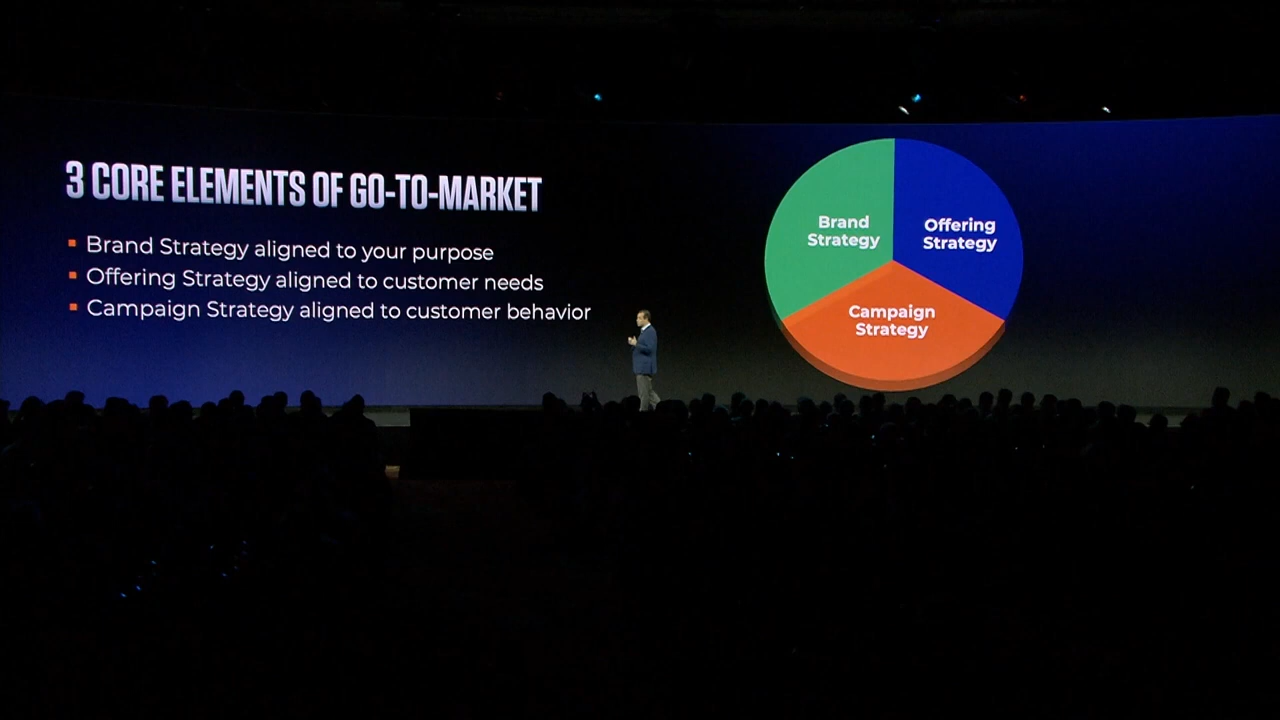 3 CORE ELEMENTS OF GO-TO-MARKET
Brand Strategy aligned to your purpose
Offering Strategy aligned to customer needs
Campaign Strategy aligned to customer behavior
Brand
Strategy
Offering
Strategy
Campaign
Strategy